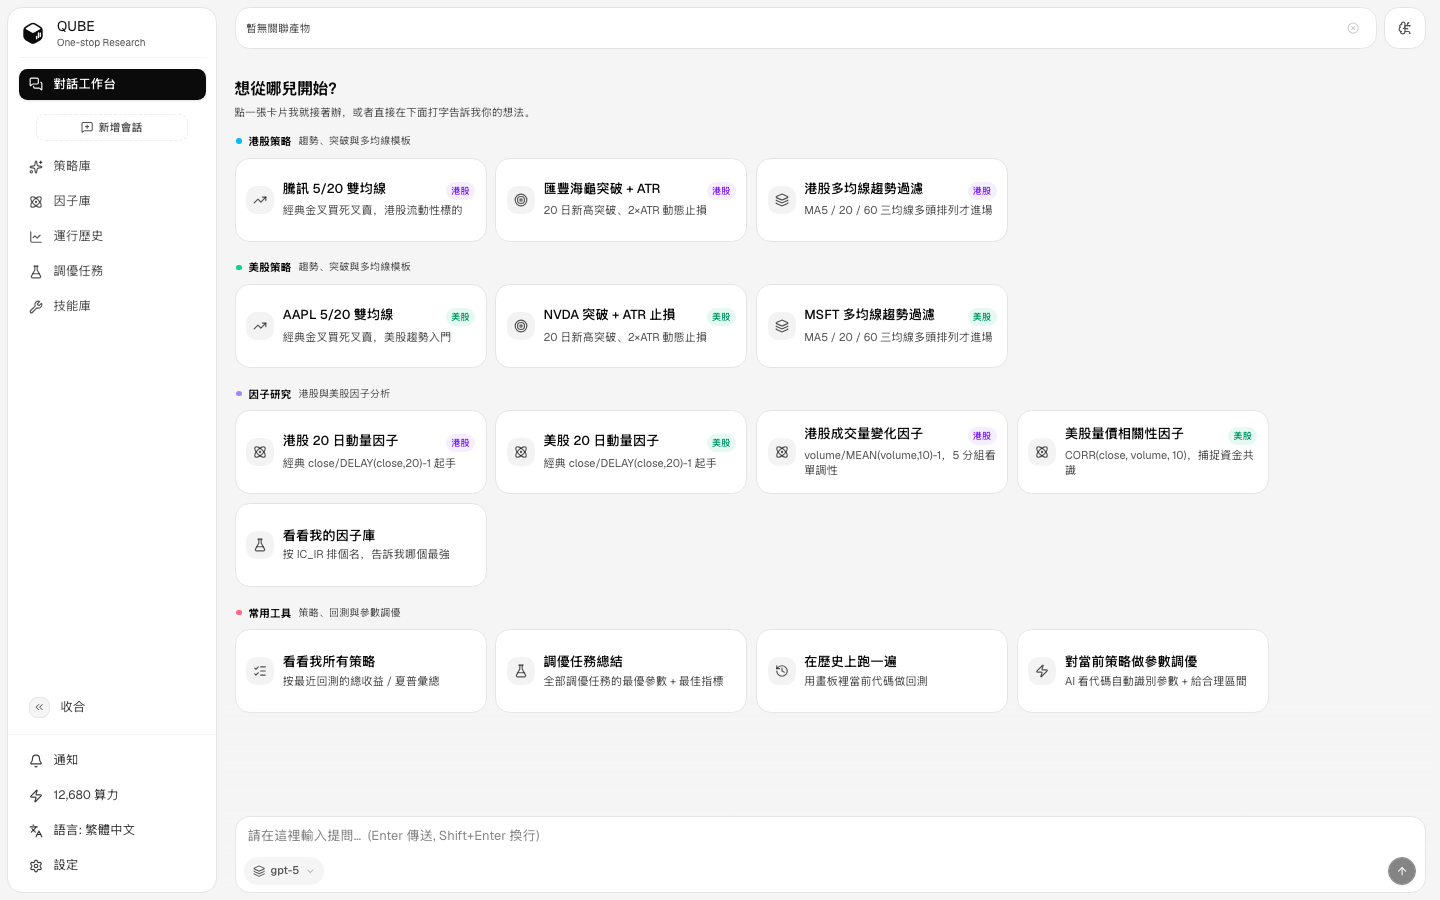 QUBE
One-stop Research
對話工作台
新增會話
策略庫
因子庫
運行歷史
調優任務
技能庫
收合
通知
12,680 算力
語言: 繁體中文
設定
暫無關聯產物
想從哪兒開始?
點一張卡片我就接著辦，或者直接在下面打字告訴我你的想法。
港股策略 趨勢、突破與多均線模板
騰訊 5/20 雙均線
港股
經典金叉買死叉賣，港股流動性標的
匯豐海龜突破 + ATR
港股
20 日新高突破、2×ATR 動態止損
港股多均線趨勢過濾
港股
MA5 / 20 / 60 三均線多頭排列才進場
美股策略 趨勢、突破與多均線模板
AAPL 5/20 雙均線
美股
經典金叉買死叉賣，美股趨勢入門
NVDA 突破 + ATR 止損
美股
20 日新高突破、2×ATR 動態止損
MSFT 多均線趨勢過濾
美股
MA5 / 20 / 60 三均線多頭排列才進場
因子研究 港股與美股因子分析
港股 20 日動量因子
港股
經典 close/DELAY(close,20)-1 起手
美股 20 日動量因子
美股
經典 close/DELAY(close,20)-1 起手
港股成交量變化因子
港股
volume/MEAN(volume,10)-1，5 分組看
單調性
美股量價相關性因子
美股
CORR(close, volume, 10)，捕捉資金共
識
看看我的因子庫
按 IC_IR 排個名，告訴我哪個最強
常用工具 策略、回測與參數調優
看看我所有策略
按最近回測的總收益 / 夏普彙總
調優任務總結
全部調優任務的最優參數 + 最佳指標
在歷史上跑一遍
用畫板裡當前代碼做回測
對當前策略做參數調優
AI 看代碼自動識別參數 + 給合理區間
請在這裡輸入提問... (Enter 傳送, Shift+Enter 換行)
gpt-5